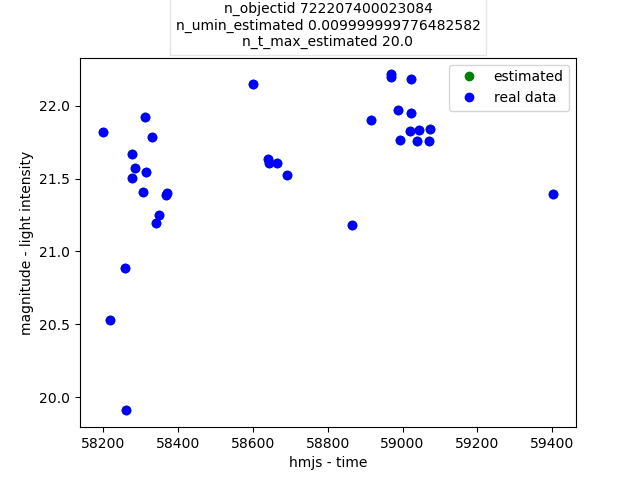 n_objectid 722207400023084
n_umin_estimated 0.009999999776482582
n_t_max_estimated 20.0
estimated
real data
magnitude - light intensity
22.0
21.5
21.0
20.5
20.0
58200 58400 58600 58800 59000 59200 59400
hmjs - time